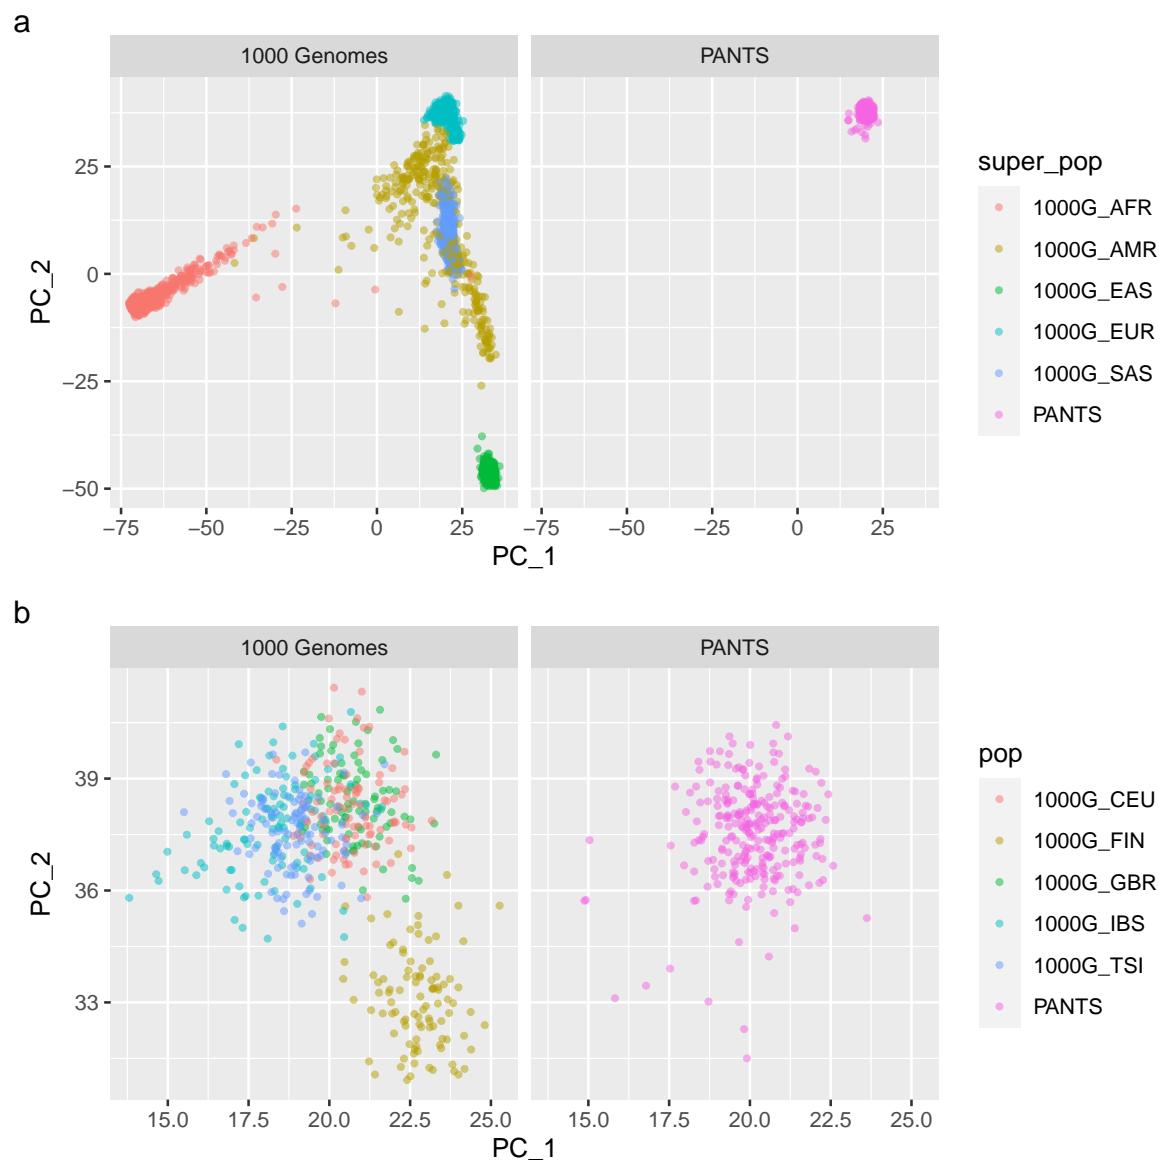 a
1000 Genomes PANTS
25
0
−25
−50
PC_2
−75 −50 −25 0 25 −75 −50 −25 0 25
PC_1
super_pop
1000G_AFR
1000G_AMR
1000G_EAS
1000G_EUR
1000G_SAS
PANTS
b
1000 Genomes PANTS
39
36
33
PC_2
15.0 17.5 20.0 22.5 25.0 15.0 17.5 20.0 22.5 25.0
PC_1
pop
1000G_CEU
1000G_FIN
1000G_GBR
1000G_IBS
1000G_TSI
PANTS